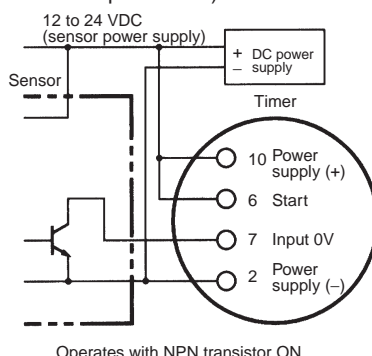 12 to 24 VDC
(sensor power supply)
+ DC power
– supply
Sensor
Timer
10 Power
supply (+)
6 Start
7 Input 0V
2 Power
supply (–)
Operates with NPN transistor ON